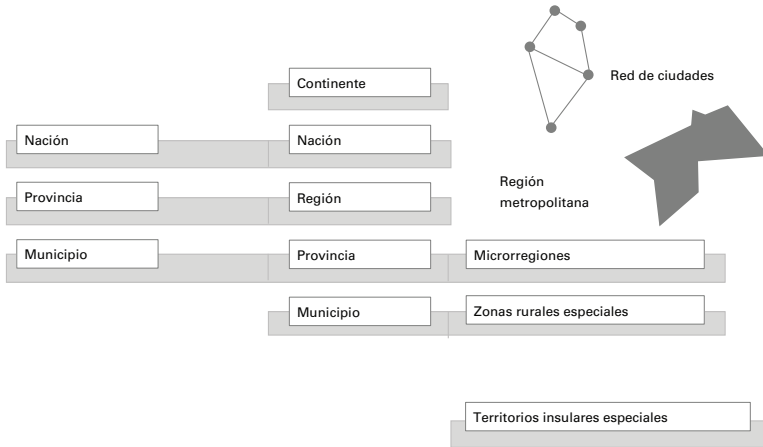 Continente
Red de ciudades
Nación
Nación
Provincia
Región
Región
metropolitana
Municipio
Provincia
Microrregiones
Municipio
Zonas rurales especiales
Territorios insulares especiales